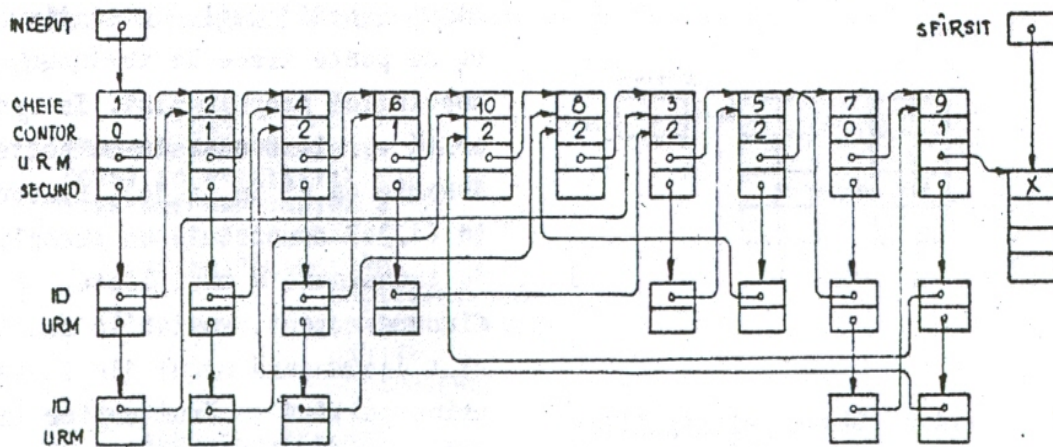 INCEPUT SFÎRSIT
CHEIE 1 2 4 6 10 8 3 5 7 9
CONTOR 0 1 2 1 2 2 2 2 0 1
URM
SECUND X
ID
URM
ID
URM